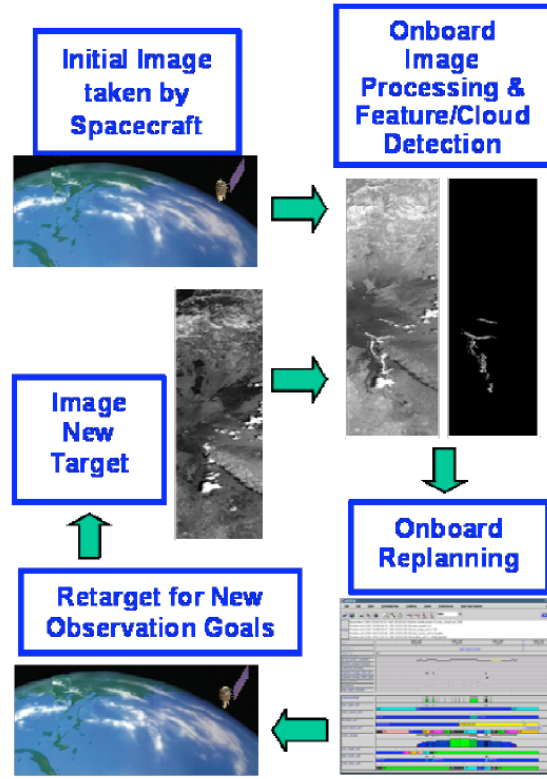 Initial Image
taken by
Spacecraft
Onboard
Image
Processing &
Feature/Cloud
Detection
Image
New
Target
Onboard
Replanning
Retarget for New
Observation Goals